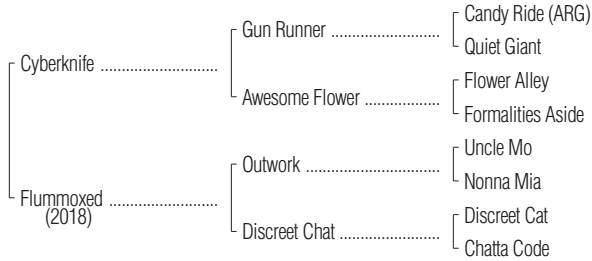 Candy Ride (ARG)
Gun Runner ........................
Quiet Giant
Cyberknife ..........................
Flower Alley
Awesome Flower .................
Formalities Aside
Uncle Mo
Outwork ..............................
Nonna Mia
Flummoxed ........................
(2018)
Discreet Cat
Discreet Chat ......................
Chatta Code